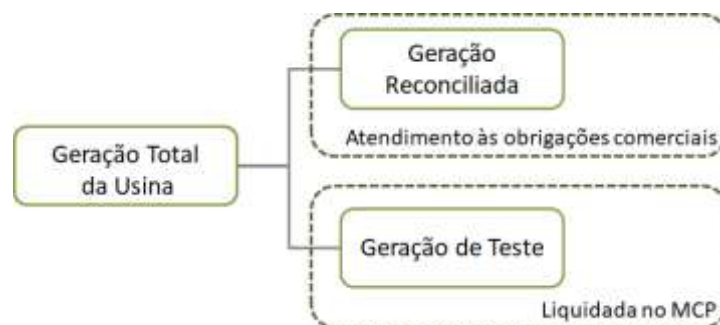 Geração
Reconciliada
Atendimento às obrigações comerciais
Geração Total
da Usina
Geração de Teste
Liquidada no MCP